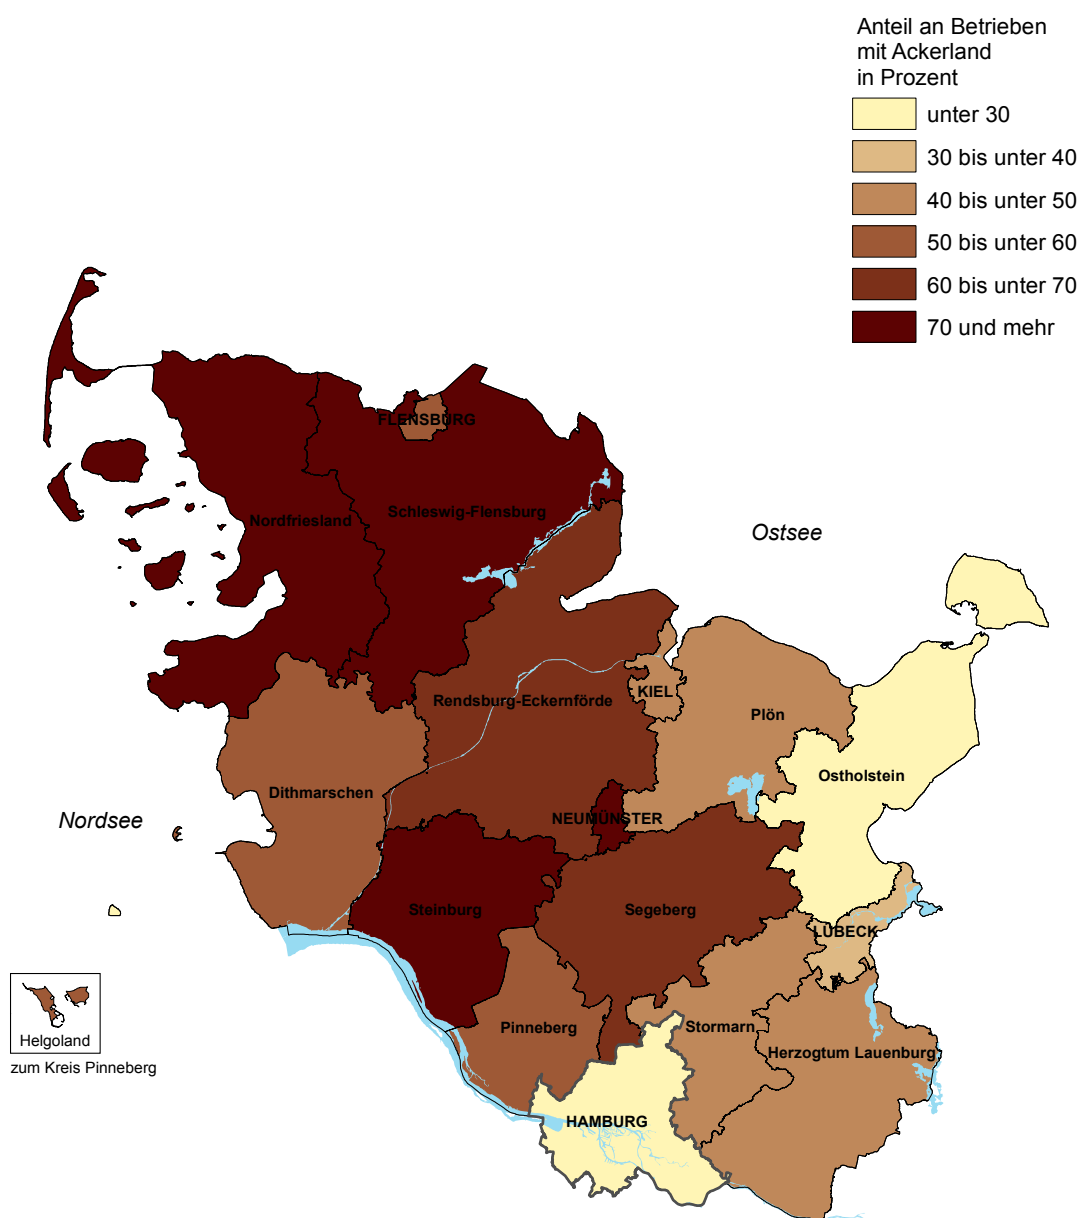 Anteil an Betrieben
mit Ackerland
in Prozent
unter 30
30 bis unter 40
40 bis unter 50
50 bis unter 60
60 bis unter 70
70 und mehr
FLENSBURG
Schleswig-Flensburg
Nordfriesland
Ostsee
KIEL
Rendsburg-Eckernförde
Plön
Ostholstein
Dithmarschen
Nordsee
NEUMÜNSTER
Steinburg
Segeberg
LÜBECK
Pinneberg
Stormarn
Helgoland
Herzogtum Lauenburg
zum Kreis Pinneberg
HAMBURG